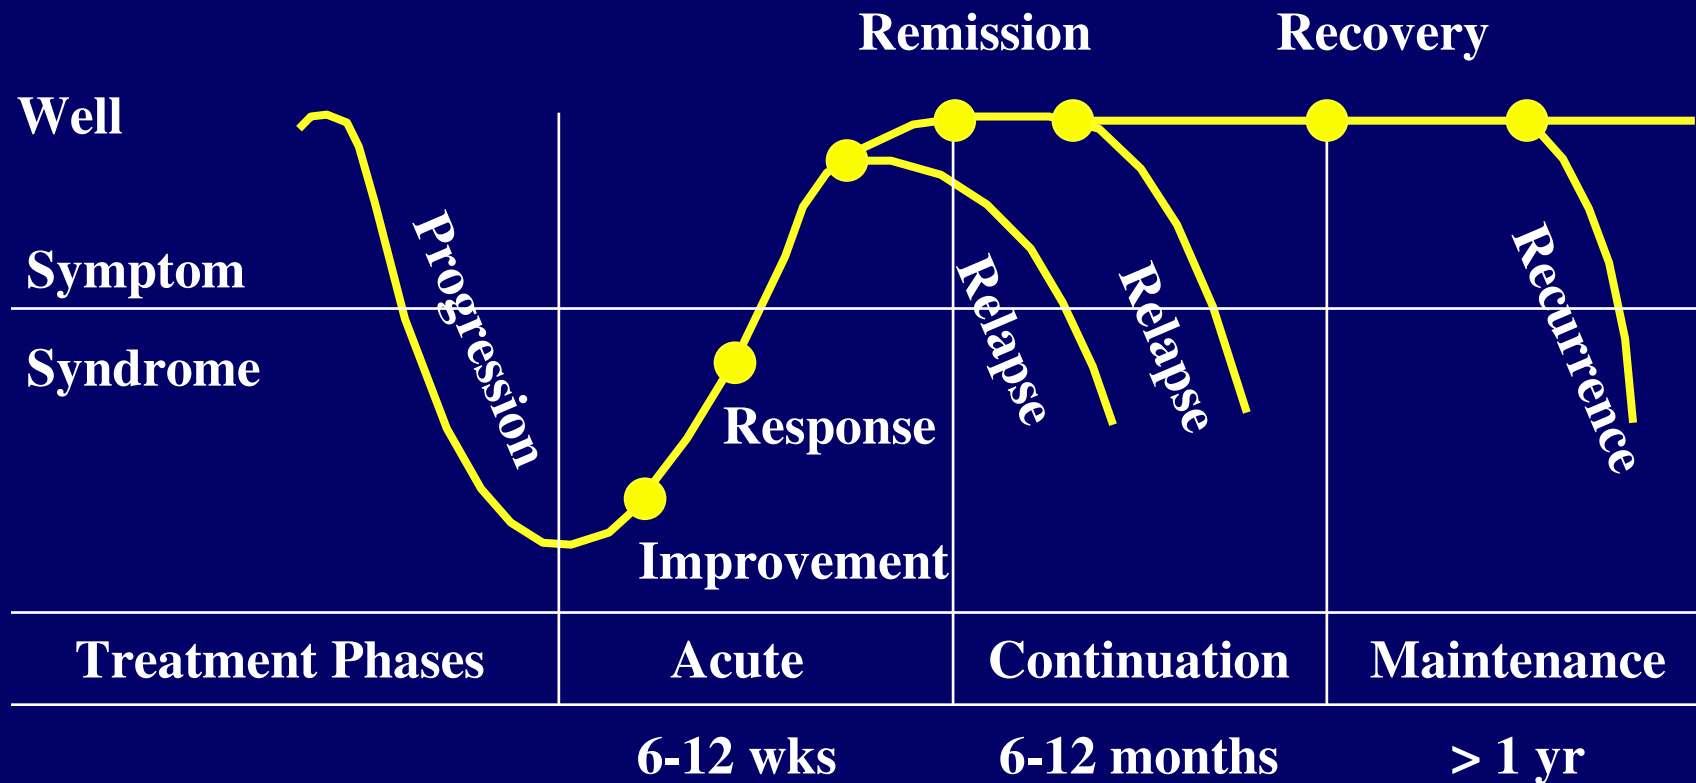 Remission Recovery
Well
Progression
Symptom
Relapse
Relapse
Recurrence
Syndrome
Response
Improvement
Treatment Phases Acute Continuation Maintenance
6-12 wks 6-12 months > 1 yr